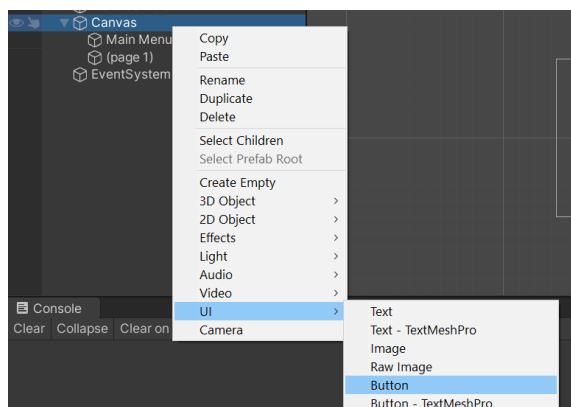 Canvas
Main Menu
(page 1)
EventSystem
Copy
Paste
Rename
Duplicate
Delete
Select Children
Select Prefab Root
Create Empty
3D Object
2D Object
Effects
Light
Audio
Video
UI
Camera
Console
Clear Collapse Clear on
Text
Text - TextMeshPro
Image
Raw Image
Button
Button - TextMeshPro